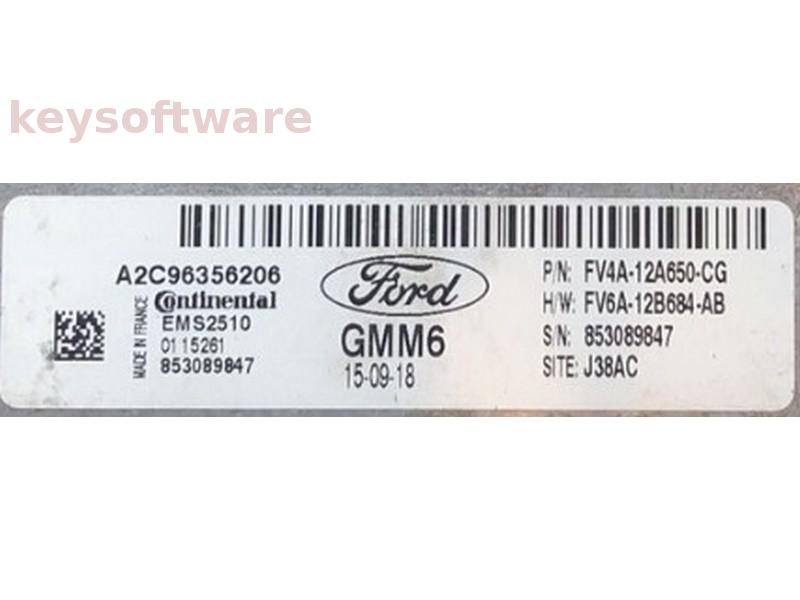 keysoftware
A2C96356206
Continental
EMS2510
01 15261
853089847
MADE IN FRANCE
Ford
GMM6
15-09-18
P/N: FV4A-12A650-CG
H/W: FV6A-12B684-AB
S/N: 853089847
SITE: J38AC